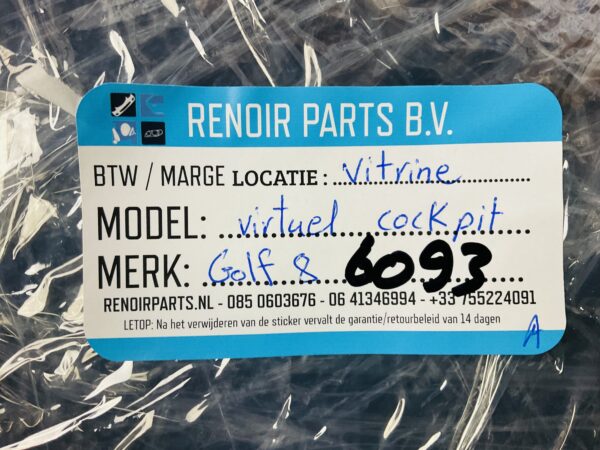 RENOIR PARTS B.V.
BTW / MARGE LOCATIE: vitrine
MODEL: virtuel cockpit
MERK: Golf 8 6093
RENOIRPARTS.NL - 085 0603676 - 06 41346994 - +33 755224091
LETOP: Na het verwijderen van de sticker vervalt de garantie/retourbeleid van 14 dagen
A